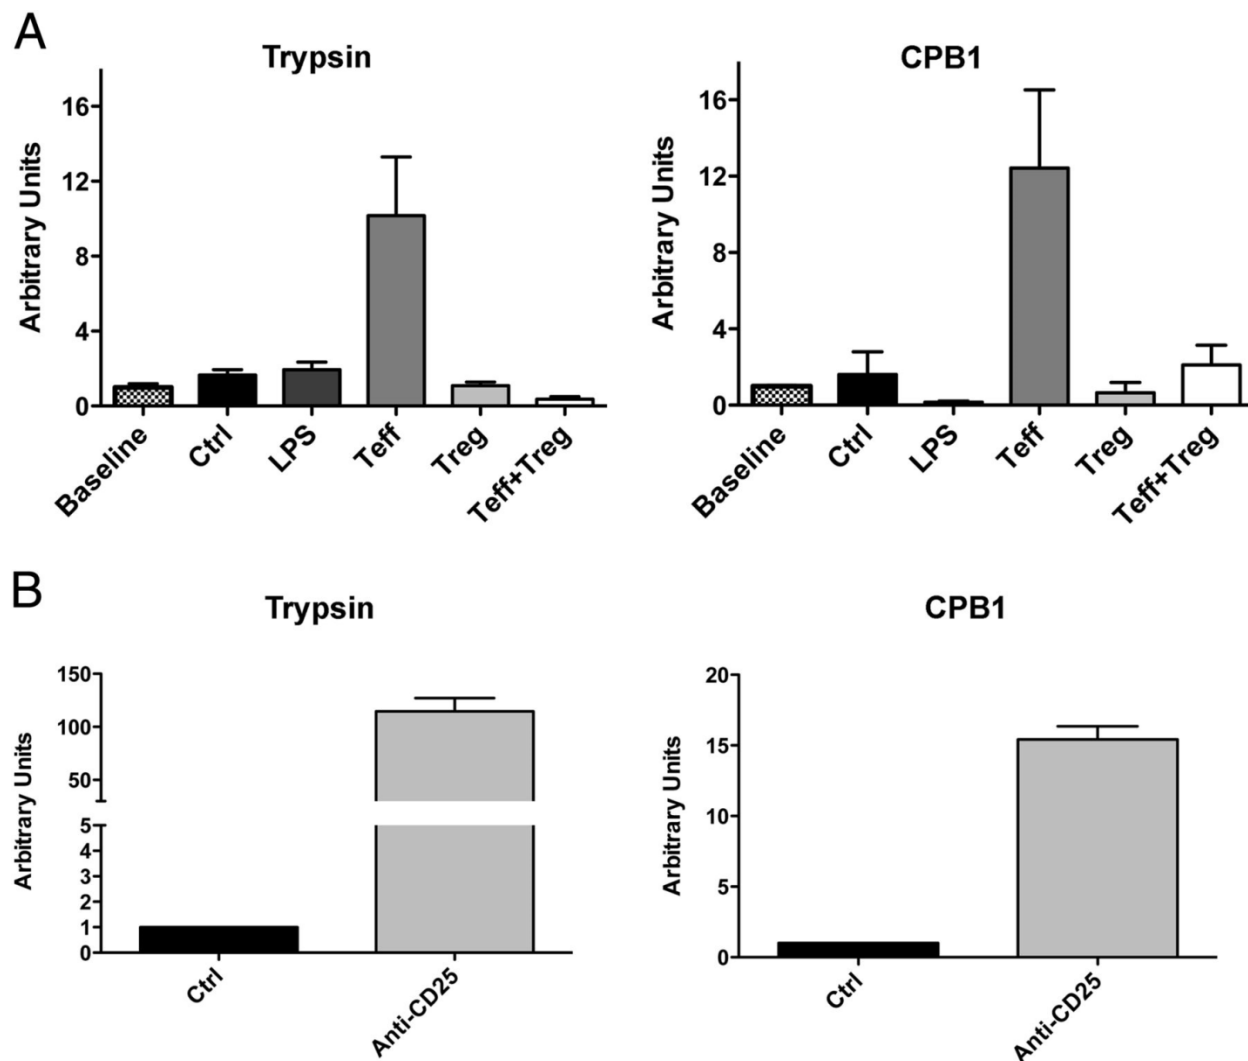 A
Trypsin
Arbitrary Units
16
12
8
4
0
Baseline
Ctrl
LPS
Teff
Treg
Teff+Treg
CPB1
Arbitrary Units
16
12
8
4
0
Baseline
Ctrl
LPS
Teff
Treg
Teff+Treg
B
Trypsin
Arbitrary Units
150
100
50
5
4
3
2
1
0
Ctrl
Anti-CD25
CPB1
Arbitrary Units
20
15
10
5
0
Ctrl
Anti-CD25